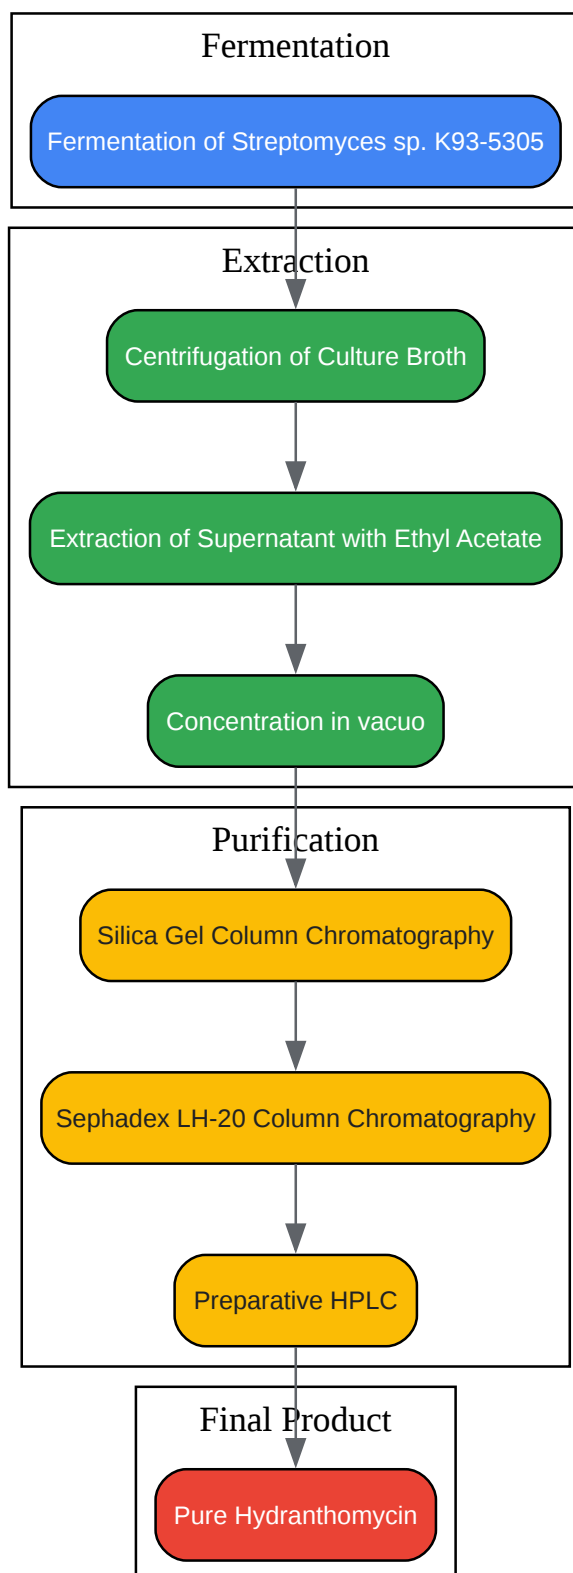 Fermentation
Fermentation of Streptomyces sp. K93-5305
Extraction
Centrifugation of Culture Broth
Extraction of Supernatant with Ethyl Acetate
Concentration in vacuo
Purification
Silica Gel Column Chromatography
Sephadex LH-20 Column Chromatography
Preparative HPLC
Final Product
Pure Hydranthomycin